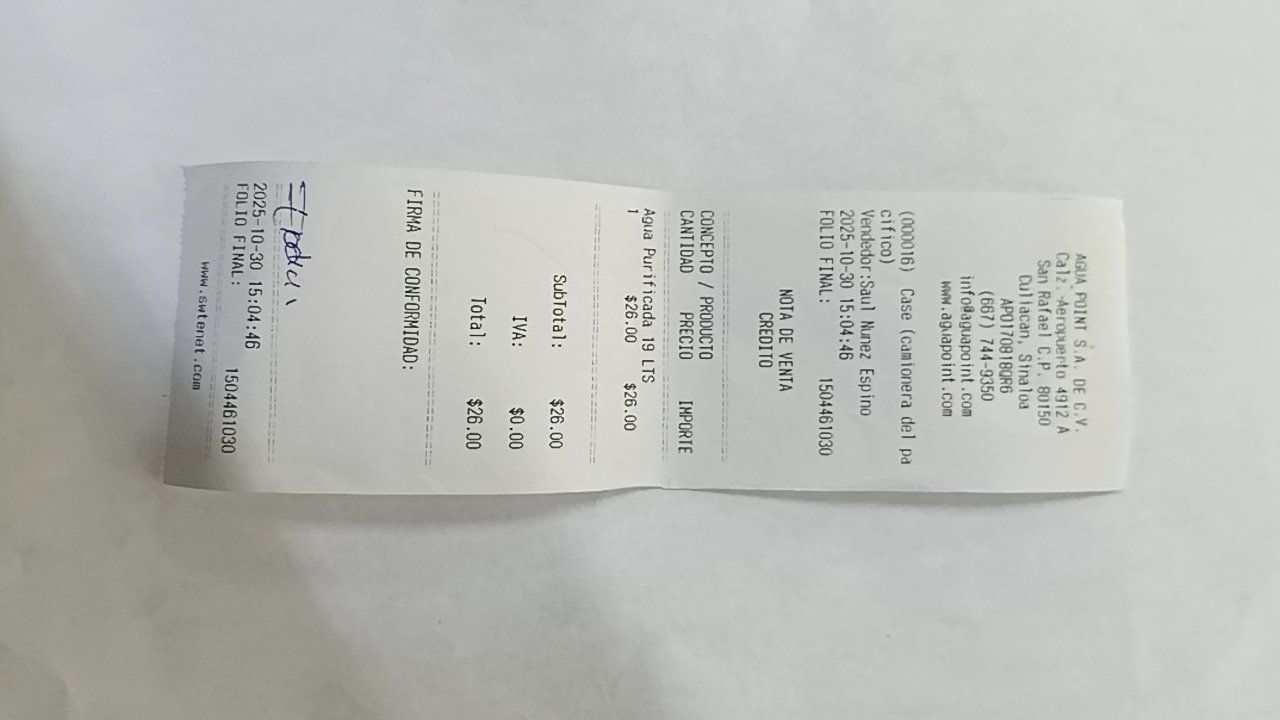 AGUA POINT S.A. DE C.V.
Calz. Aeropuerto 4912 A
San Rafael C.P. 80150
Culiacan, Sinaloa
APO170818QR6
(667) 744-9350
info@aguapoint.com
www.aguapoint.com
(000016) Case (camionera del pa
cifico)
Vendedor:Saul Nunez Espino
2025-10-30 15:04:46
FOLIO FINAL: 1504461030
NOTA DE VENTA
CREDITO
CONCEPTO / PRODUCTO
CANTIDAD PRECIO IMPORTE
Agua Purificada 19 LTS
1 $26.00 $26.00
SubTotal: $26.00
IVA: $0.00
Total: $26.00
FIRMA DE CONFORMIDAD:
2025-10-30 15:04:46
FOLIO FINAL: 1504461030
www.swtenet.com